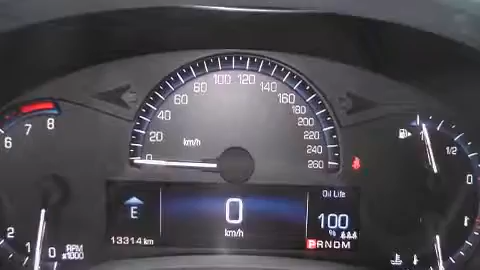 100 120
80 140
60 160
40 180
200
20 km/h 220
240
0 260
6 7 8
1/2
0
Oil Life
E 0 100
%
13314 km km/h
PRNDM
2 1 0 RPM
x1000